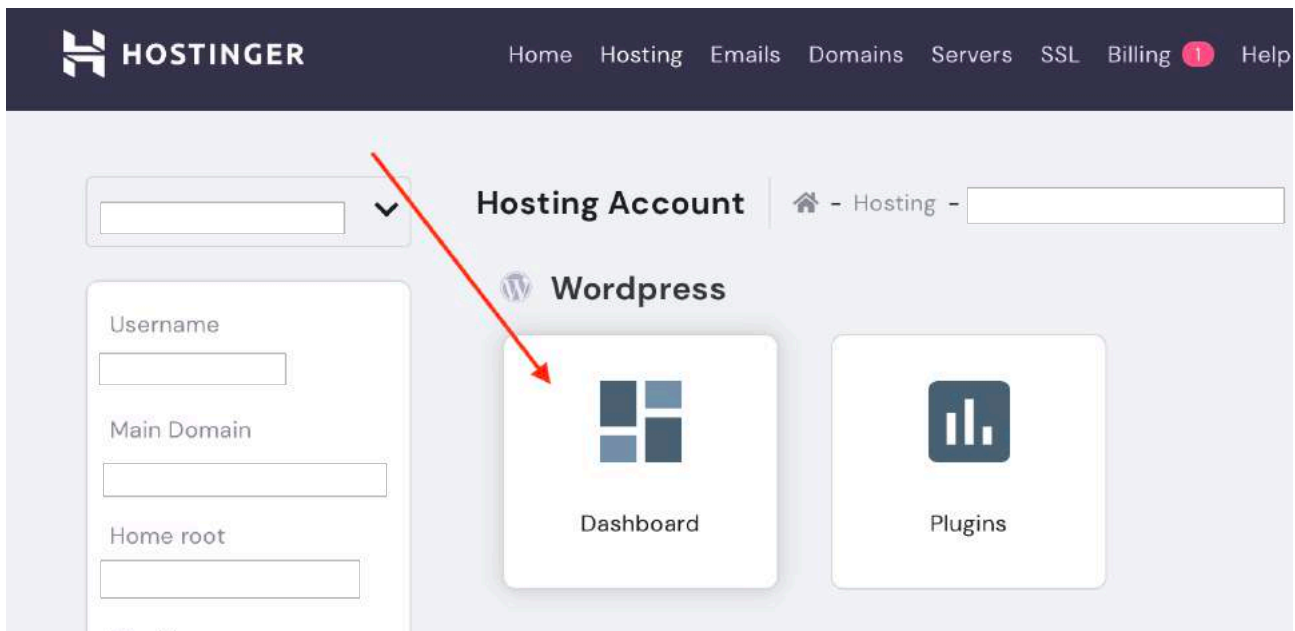 HOSTINGER Home Hosting Emails Domains Servers SSL Billing 1 Help
Hosting Account - Hosting -
Wordpress
Username
Main Domain
Home root
Dashboard
Plugins